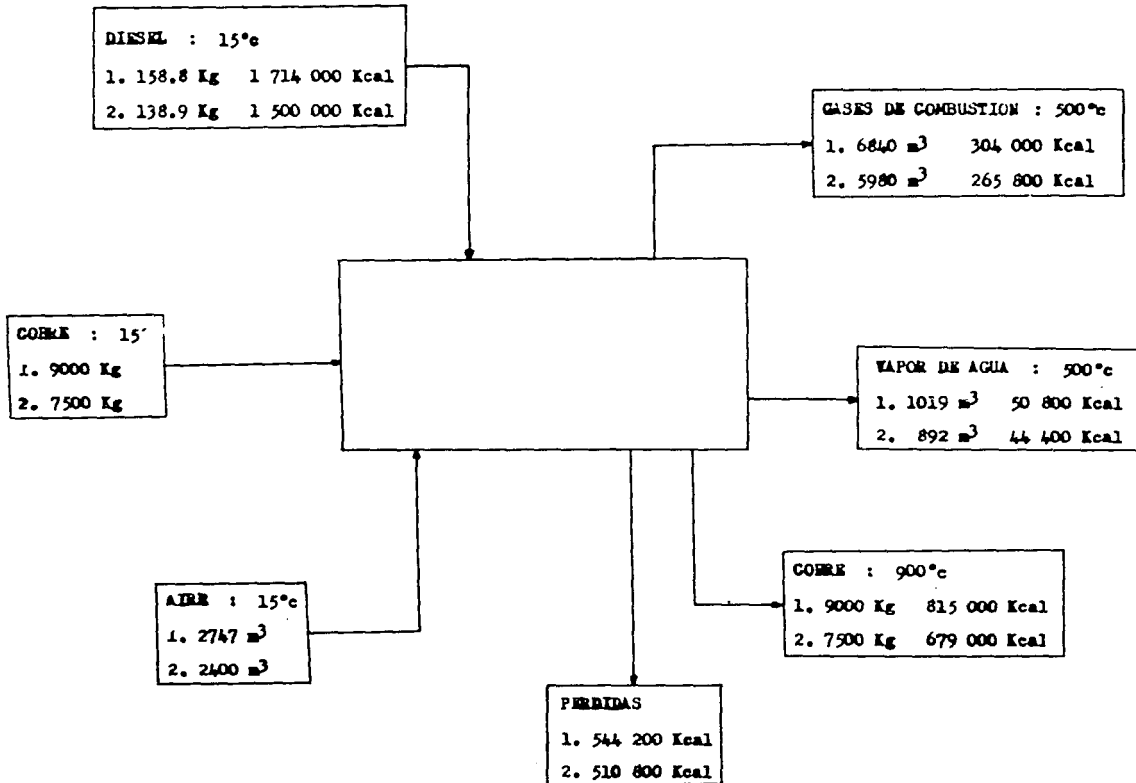 DIESEL : 15°c
1. 158.8 Kg 1 714 000 Kcal
2. 138.9 Kg 1 500 000 Kcal
GASES DE COMBUSTION : 500°c
1. 6840 m³ 304 000 Kcal
2. 5980 m³ 265 800 Kcal
COBRE : 15°
1. 9000 Kg
2. 7500 Kg
VAPOR DE AGUA : 500°c
1. 1019 m³ 50 800 Kcal
2. 892 m³ 44 400 Kcal
AIRE : 15°c
1. 2747 m³
2. 2400 m³
COBRE : 900°c
1. 9000 Kg 815 000 Kcal
2. 7500 Kg 679 000 Kcal
PERDIDAS
1. 544 200 Kcal
2. 510 800 Kcal